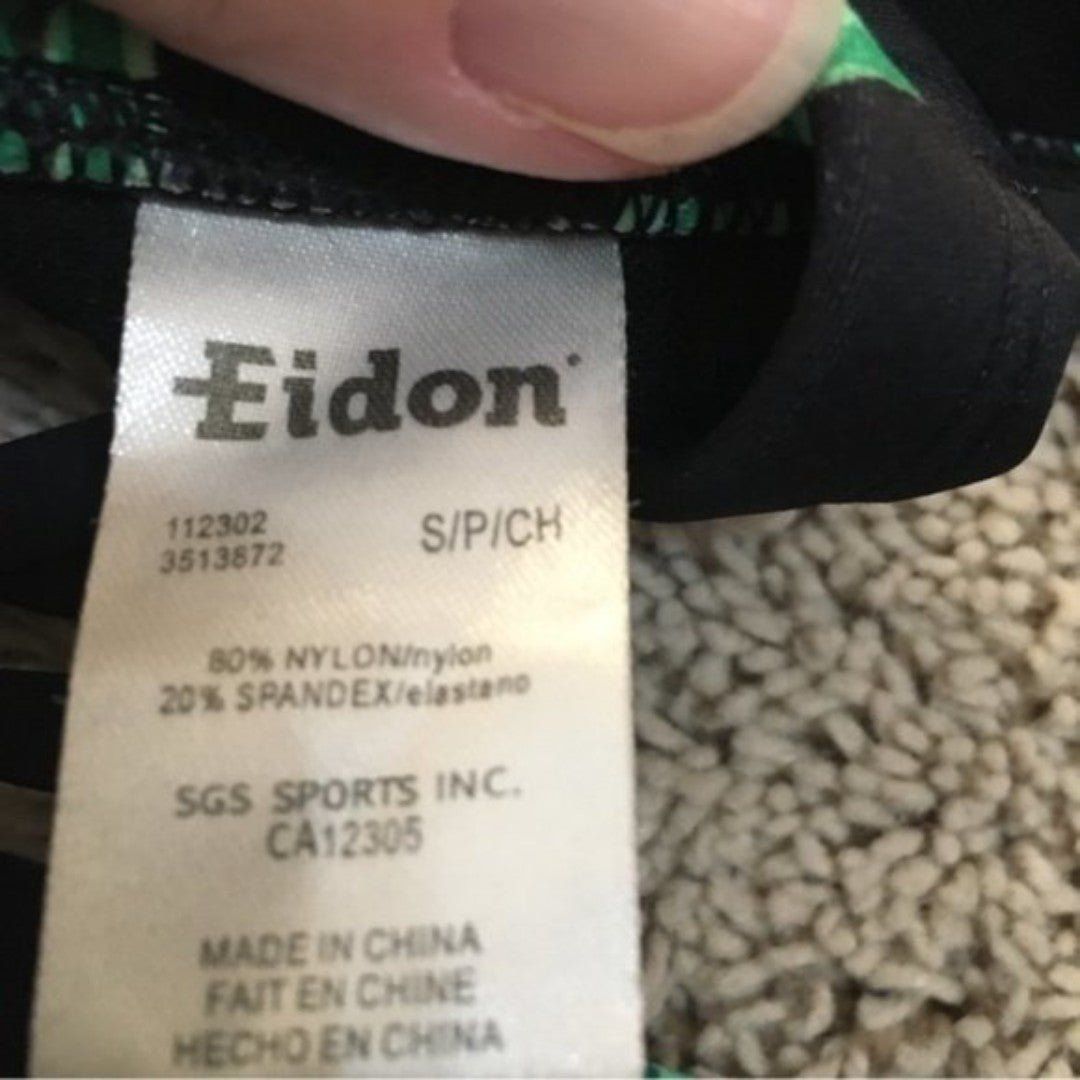 Eidon
112302
3513872
S/P/CH
80% NYLON/nylon
20% SPANDEX/elastano
SGS SPORTS INC.
CA12305
MADE IN CHINA
FAIT EN CHINE
HECHO EN CHINA